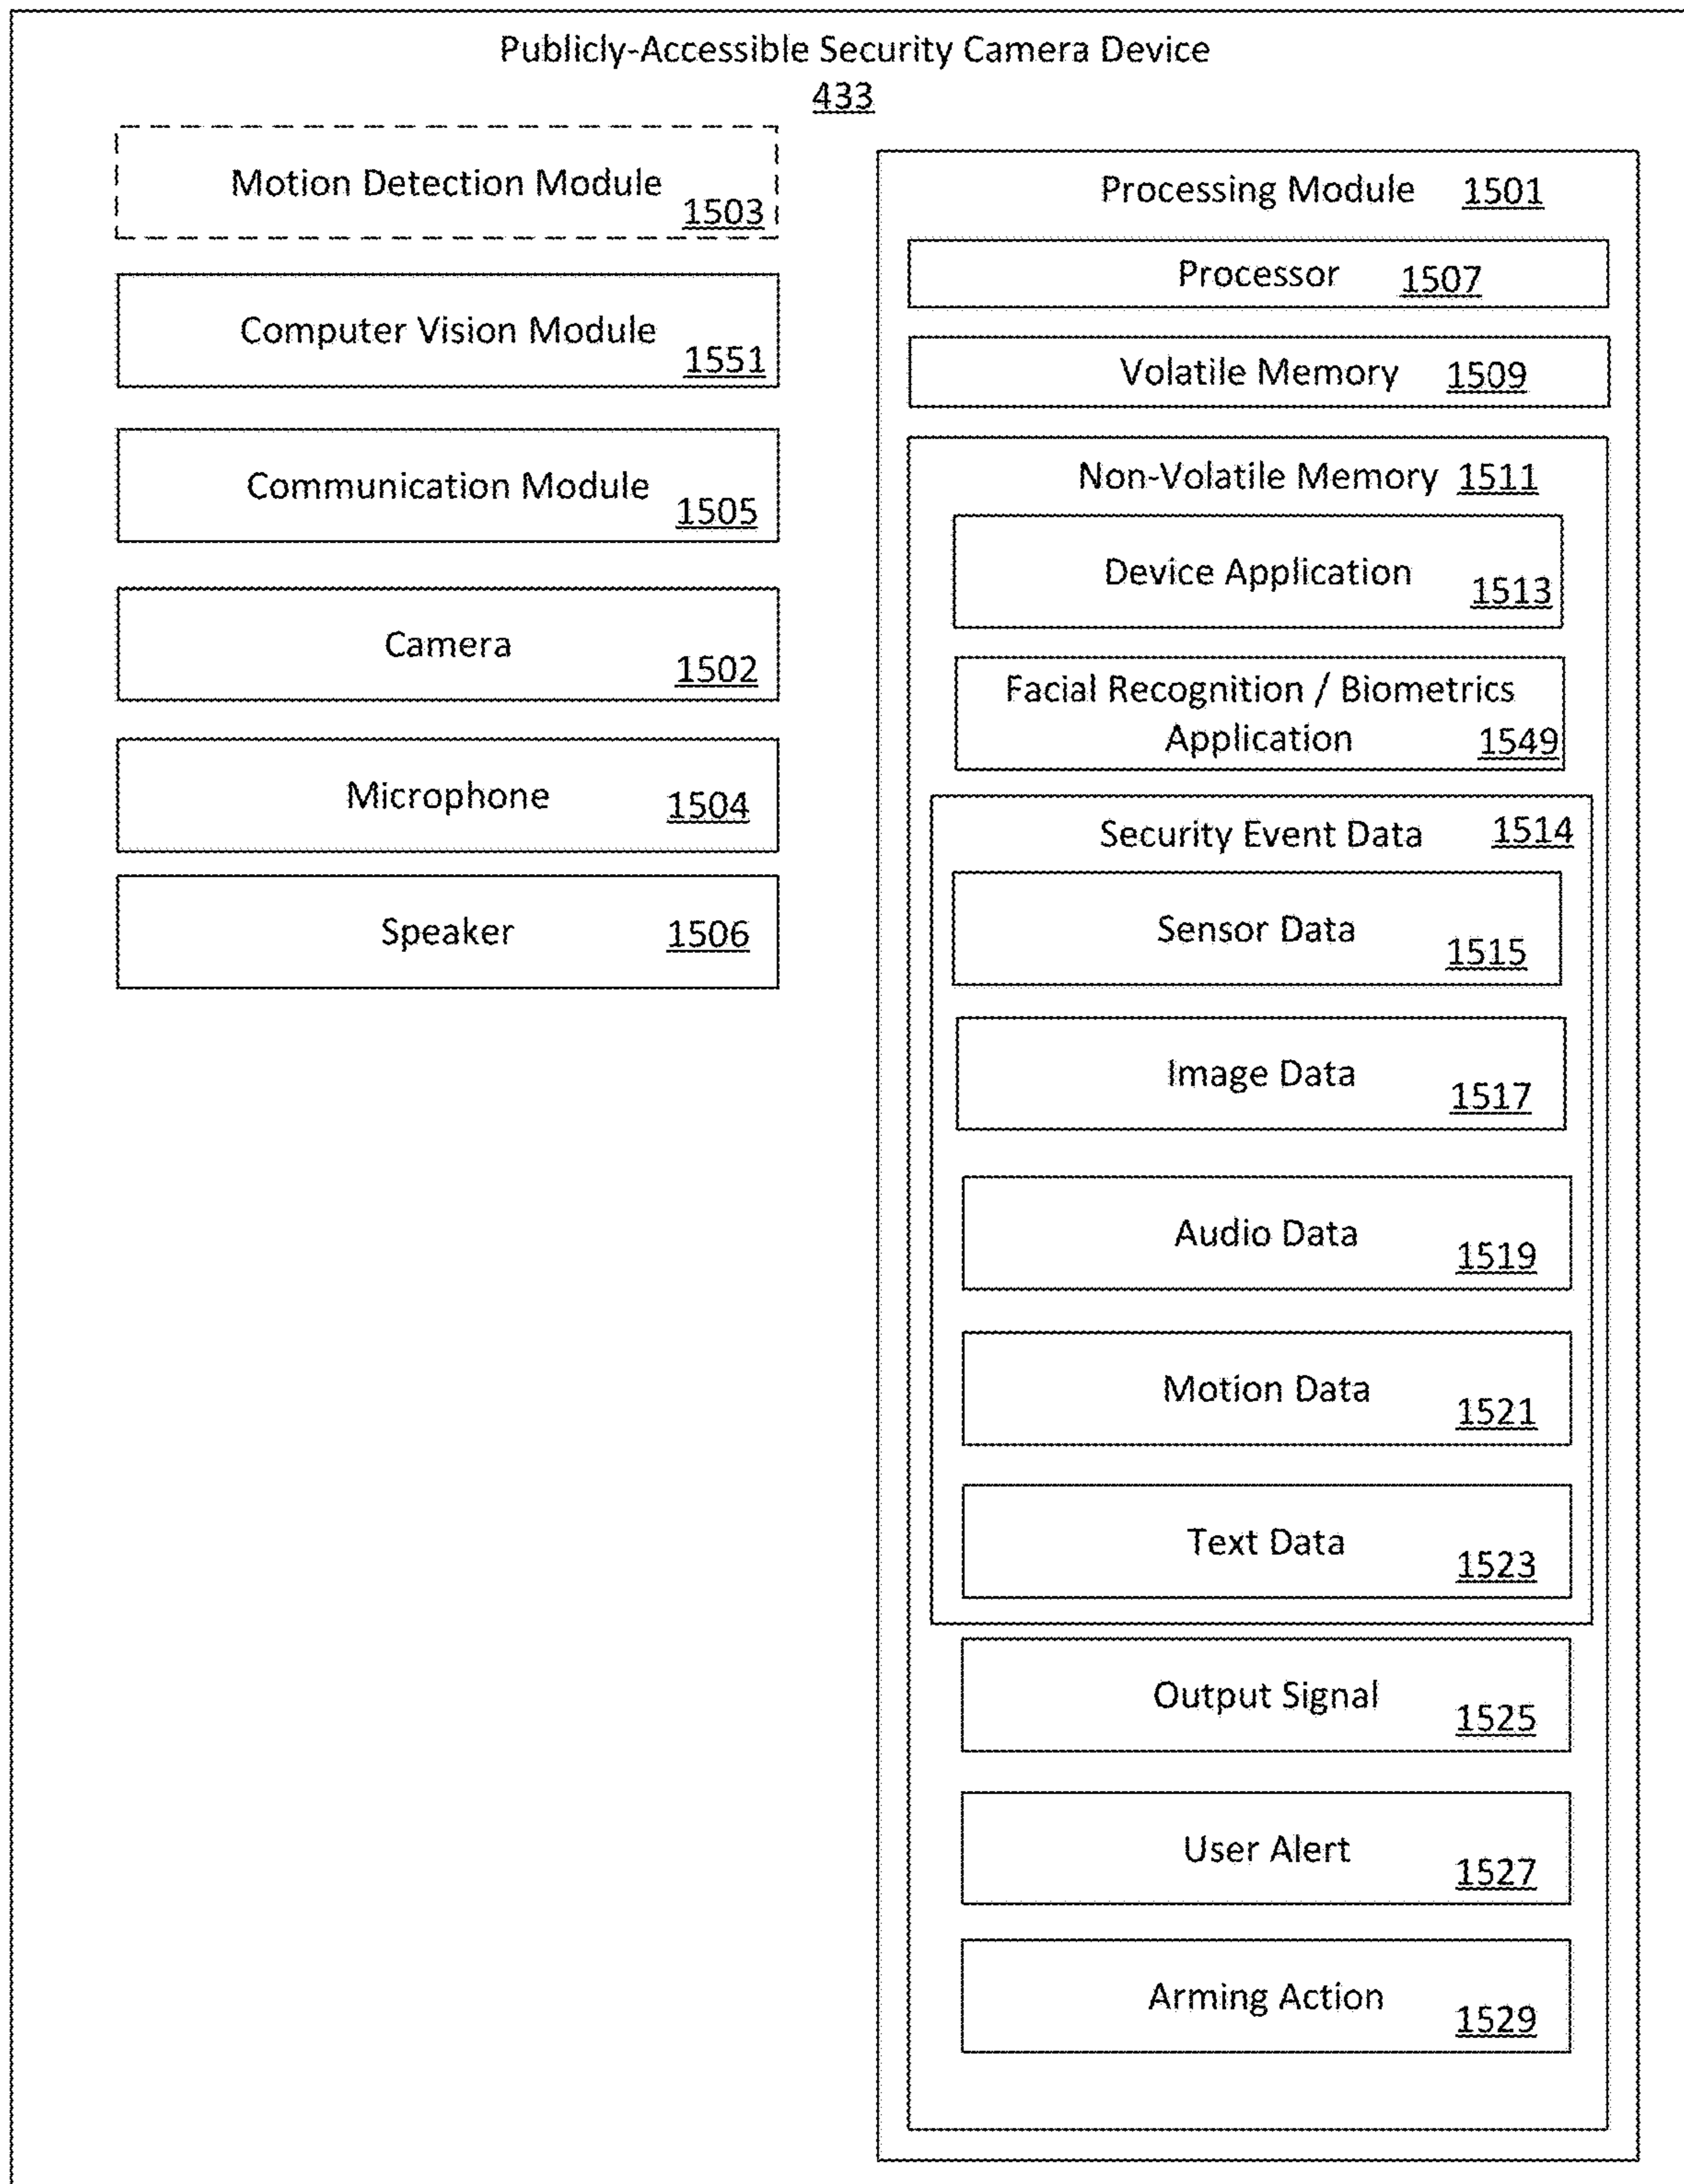 Publicly-Accessible Security Camera Device
433
Motion Detection Module
1503
Computer Vision Module
1551
Communication Module
1505
Camera
1502
Microphone 1504
Speaker 1506
Processing Module 1501
Processor 1507
Volatile Memory 1509
Non-Volatile Memory 1511
Device Application
1513
Facial Recognition / Biometrics
Application 1549
Security Event Data 1514
Sensor Data
1515
Image Data
1517
Audio Data
1519
Motion Data
1521
Text Data
1523
Output Signal
1525
User Alert
1527
Arming Action
1529